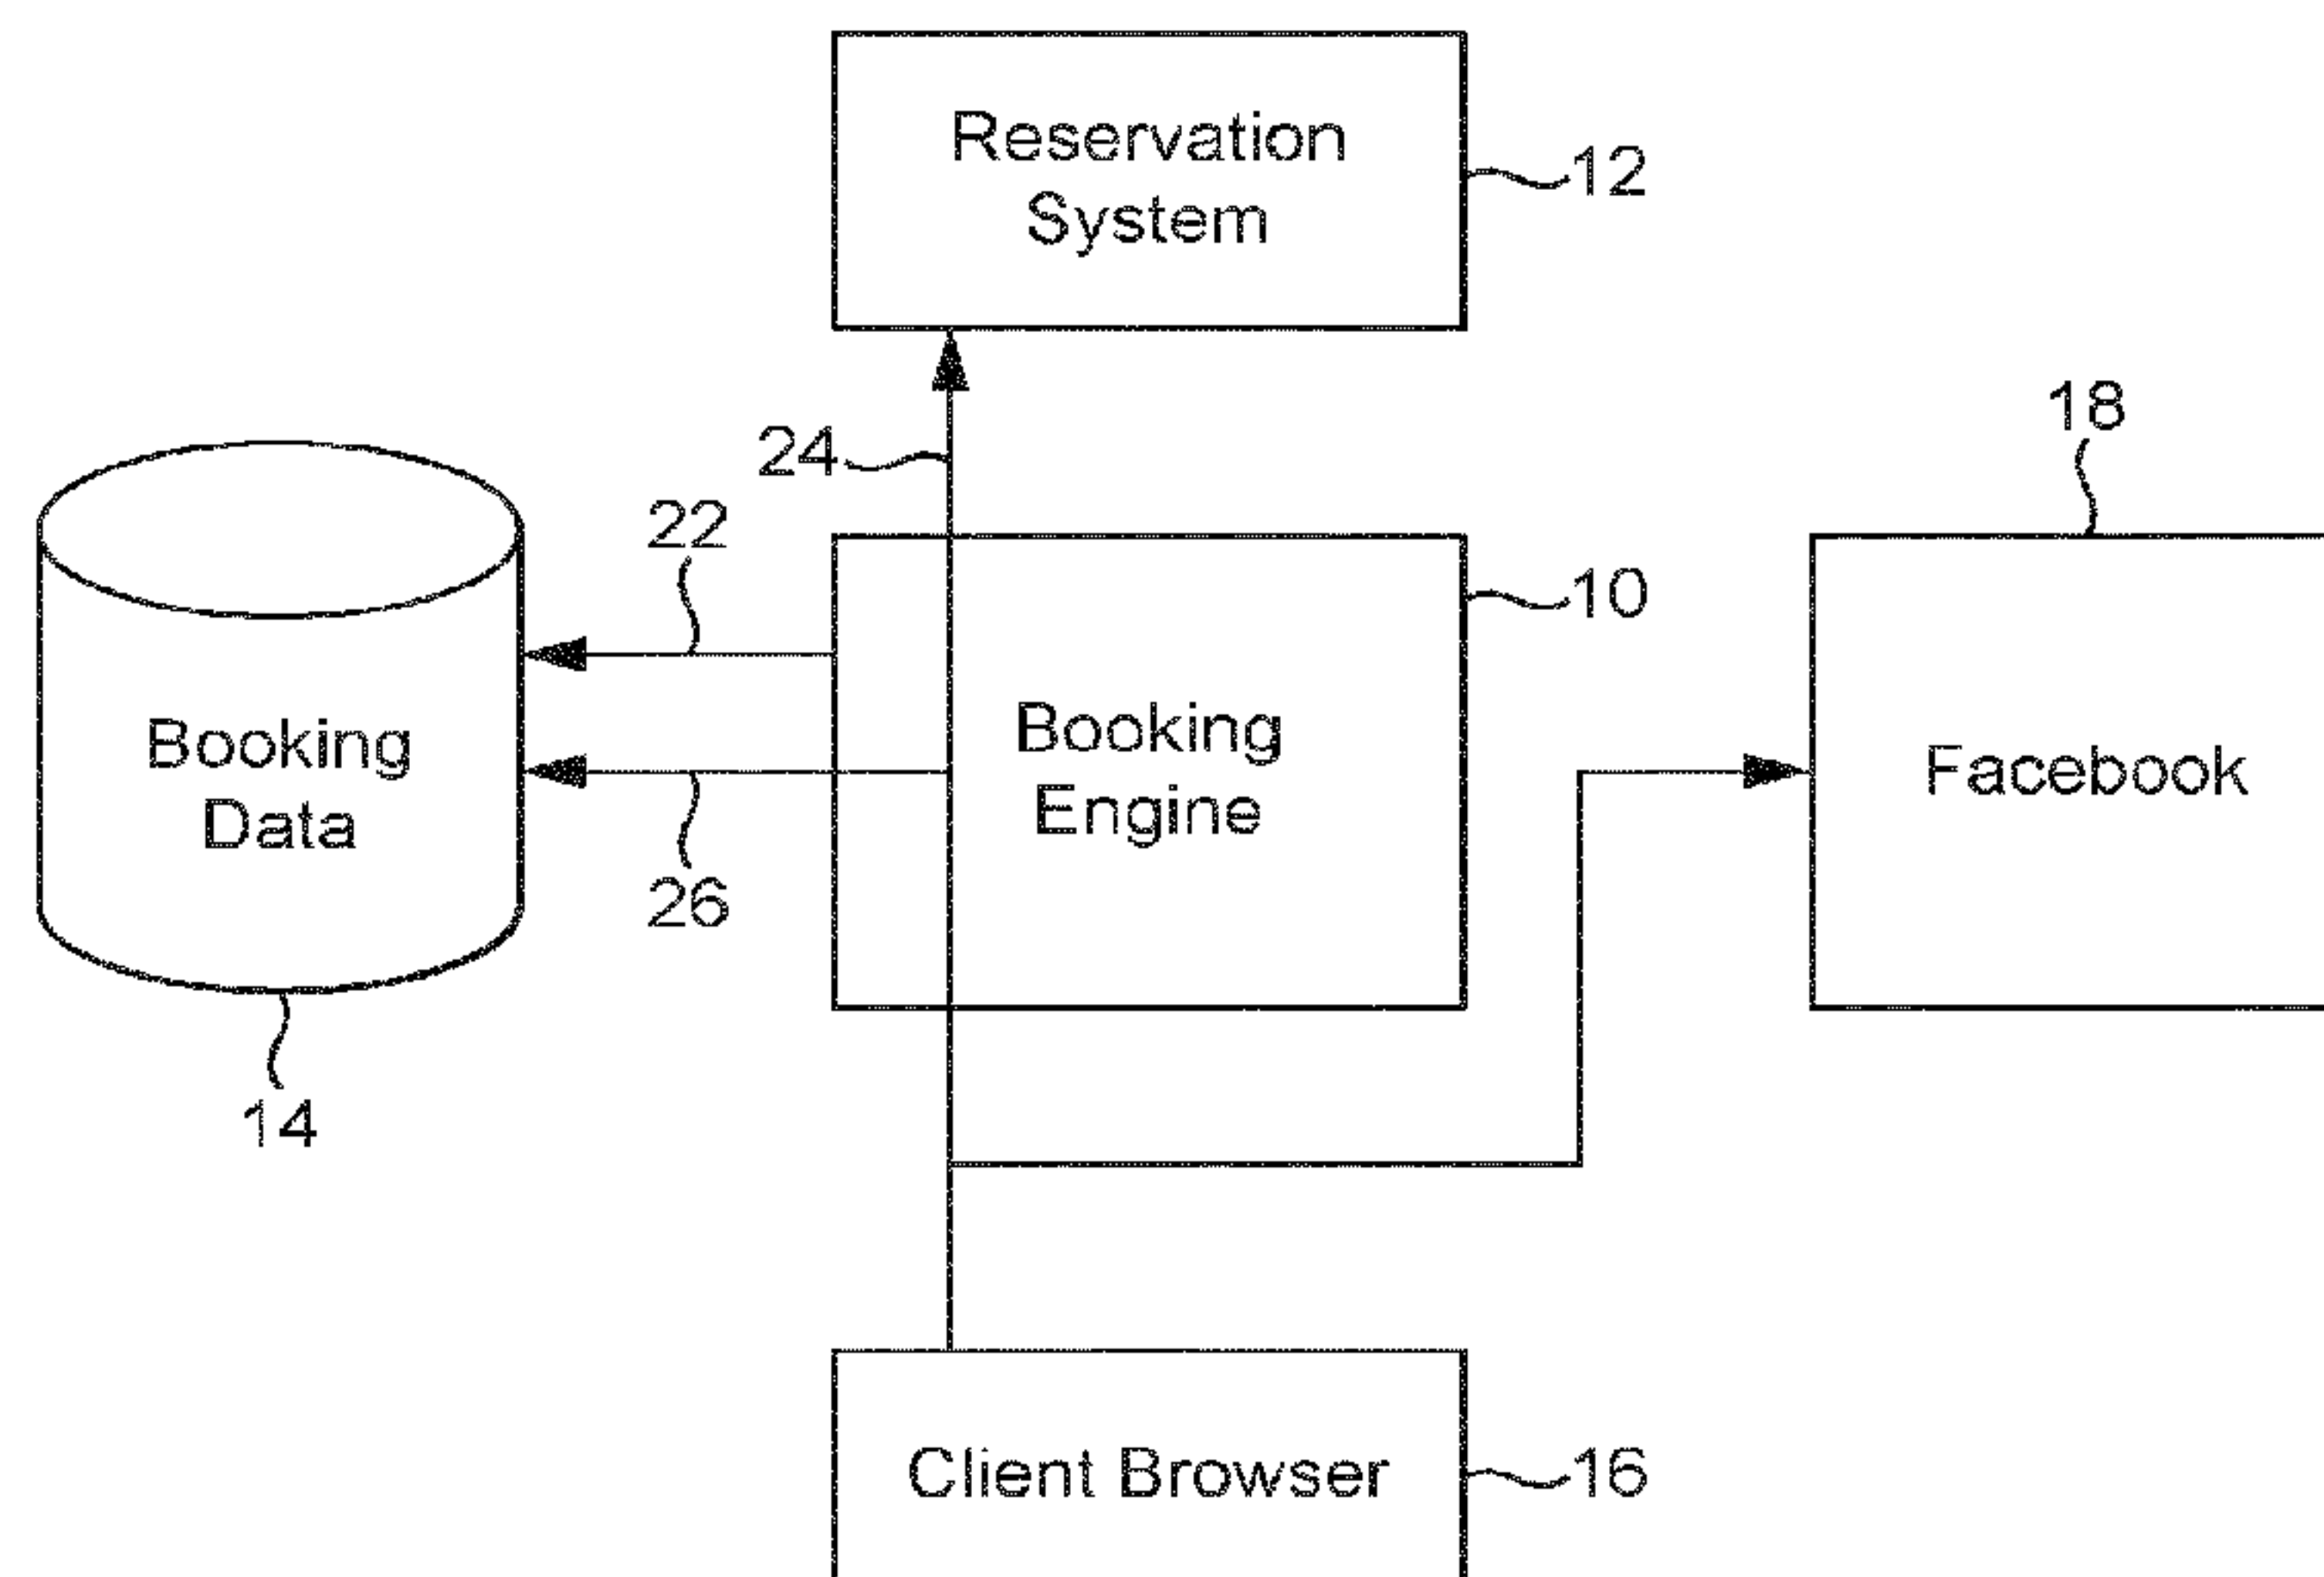 Reservation
System
12
24
18
22
10
Booking
Engine
Booking
Data
Facebook
26
14
Client Browser
16